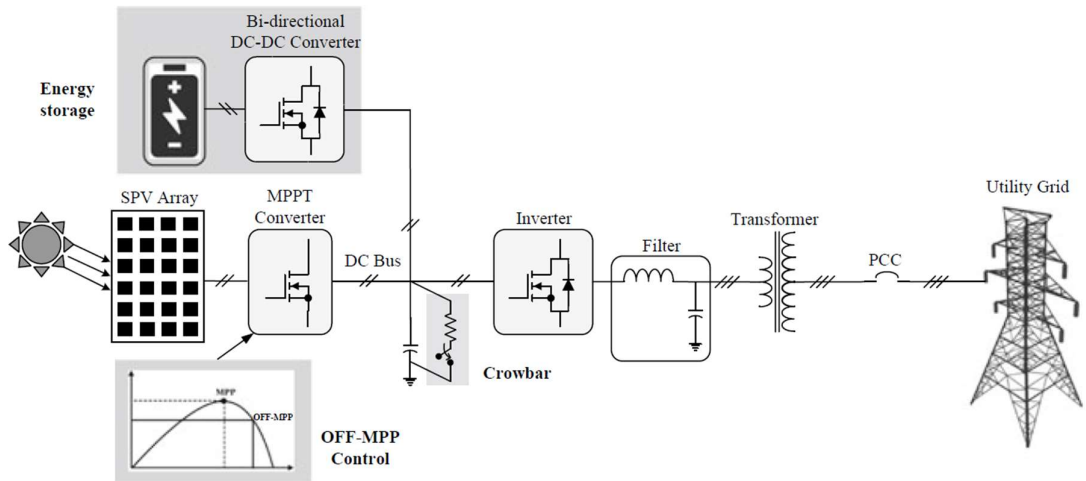 Bi-directional
DC-DC Converter
Energy
storage
SPV Array
MPPT
Converter
DC Bus
Inverter
Filter
Transformer
PCC
Utility Grid
Crowbar
MPP
OFF-MPP
OFF-MPP
Control